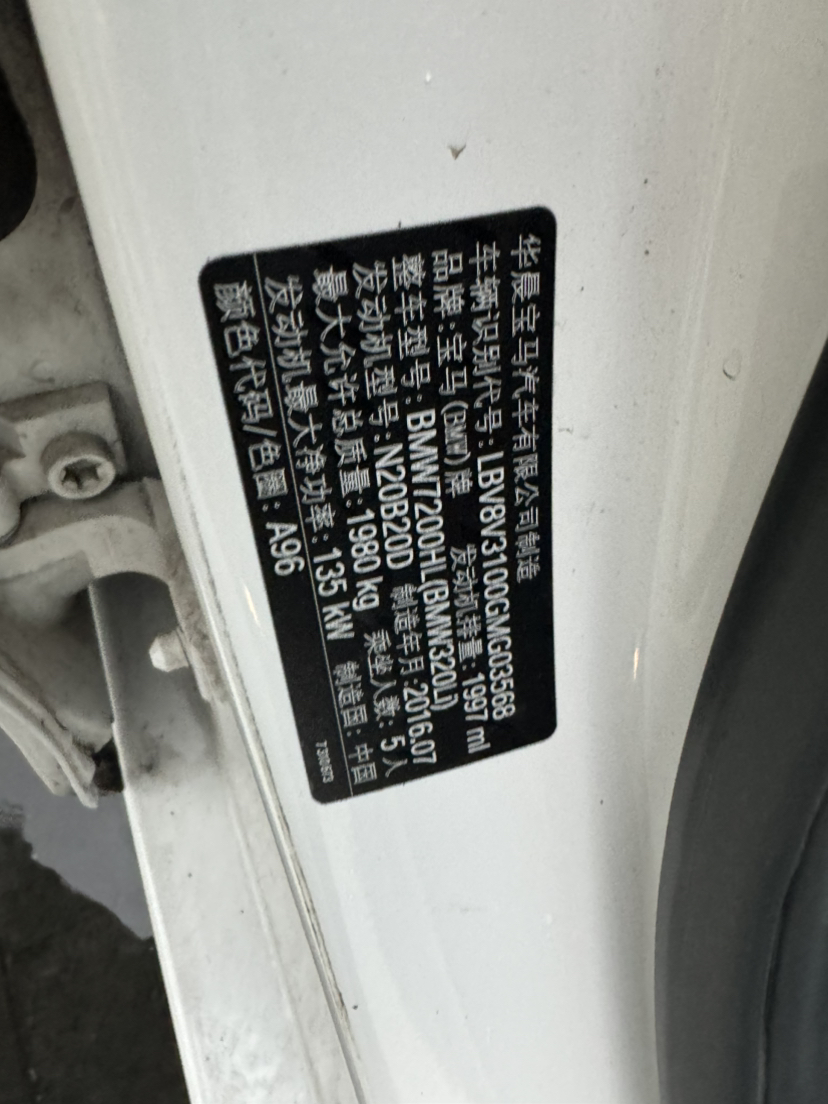 华晨宝马汽车有限公司制造
车辆识别代号：LBV8V3100GMG03568
品牌：宝马(BMW)牌 发动机排量：1997 ml
整车型号：BMW7200HL(BMW320Li)
发动机型号：N20B20D 制造年月：2016.07
最大允许总质量：1980 kg 乘坐人数：5人
发动机最大净功率：135 kW 制造国：中国
颜色代码/色圈：A96